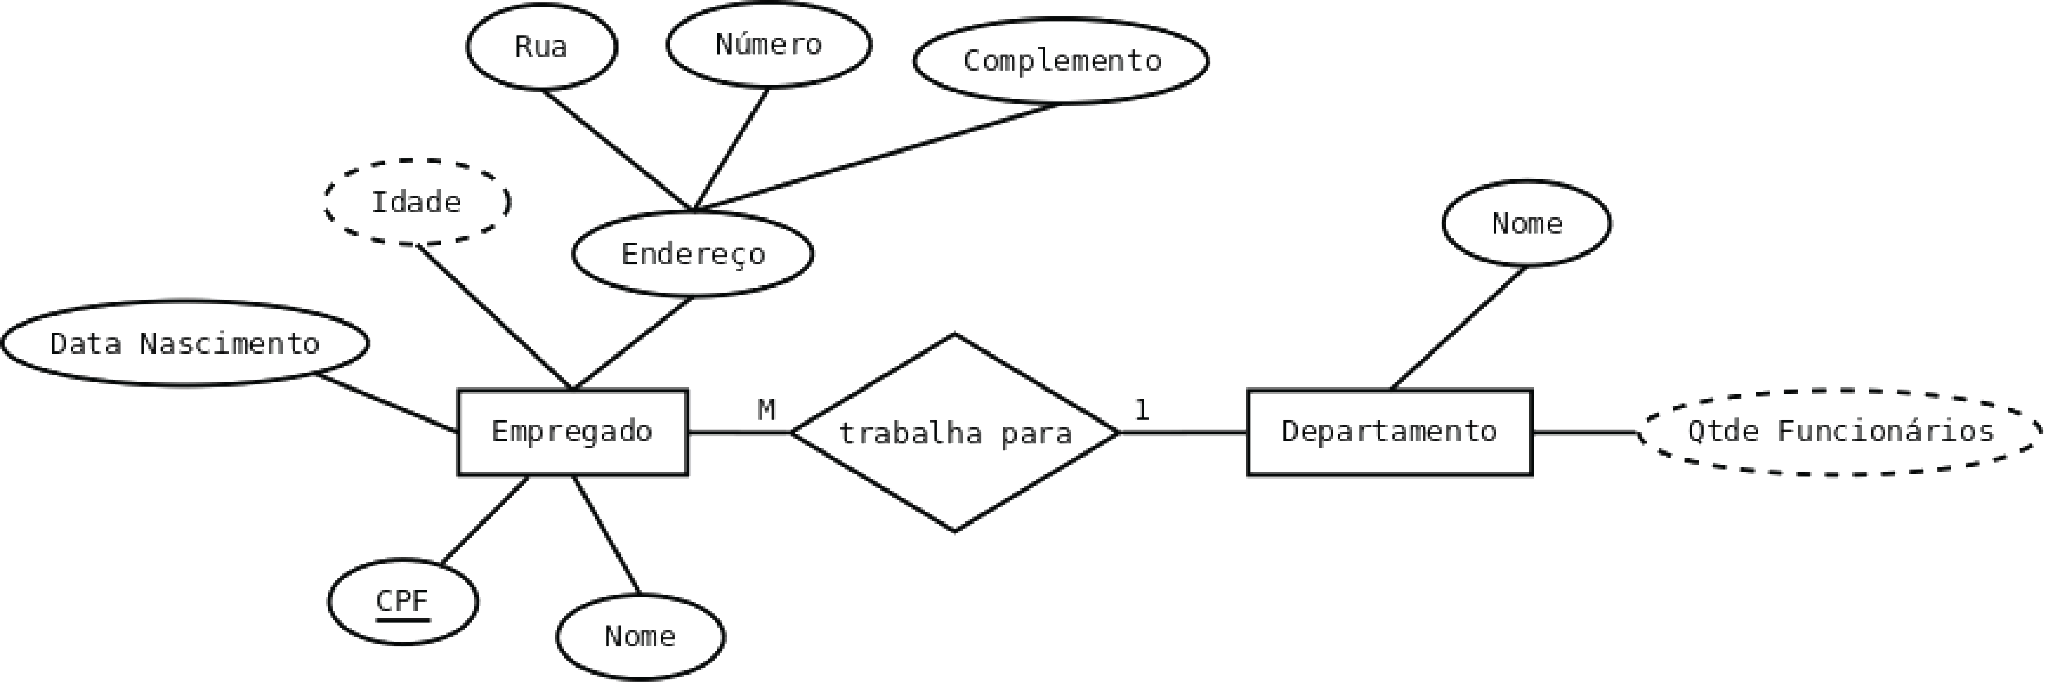 Rua
Número
Complemento
Idade
Endereço
Nome
Data Nascimento
Empregado
M
trabalha para
1
Departamento
Qtde Funcionários
CPF
Nome